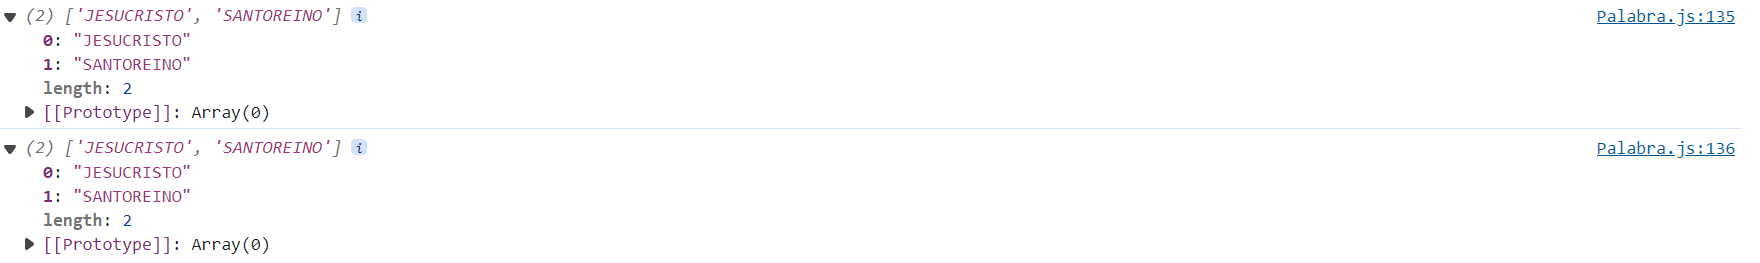 (2) ['JESUCRISTO', 'SANTOREINO'] i Palabra.js:135
0: "JESUCRISTO"
1: "SANTOREINO"
length: 2
[[Prototype]]: Array(0)
(2) ['JESUCRISTO', 'SANTOREINO'] i Palabra.js:136
0: "JESUCRISTO"
1: "SANTOREINO"
length: 2
[[Prototype]]: Array(0)